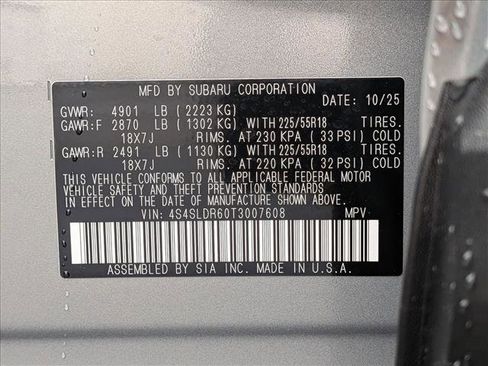 MFD BY SUBARU CORPORATION
DATE: 10/25
GVWR: 4901 LB (2223 KG)
GAWR:F 2870 LB (1302 KG) WITH 225/55R18 TIRES.
18X7J RIMS. AT 230 KPA (33 PSI) COLD
GAWR:R 2491 LB (1130 KG) WITH 225/55R18 TIRES.
18X7J RIMS. AT 220 KPA (32 PSI) COLD
THIS VEHICLE CONFORMS TO ALL APPLICABLE FEDERAL MOTOR
VEHICLE SAFETY AND THEFT PREVENTION STANDARDS
IN EFFECT ON THE DATE OF MANUFACTURE SHOWN ABOVE.
VIN: 4S4SLDR60T3007608 MPV
ASSEMBLED BY SIA INC. MADE IN U.S.A.